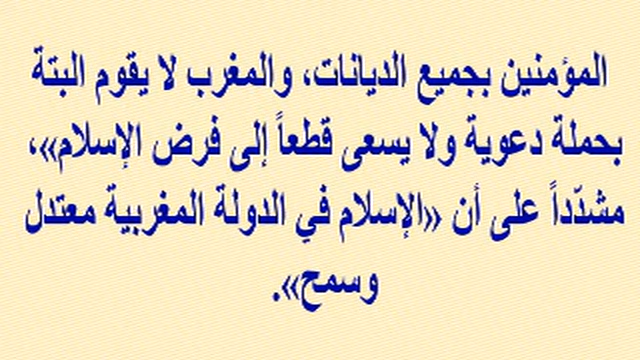 المؤمنين بجميع الديانات، والمغرب لا يقوم البتة
بحملة دعوية ولا يسعى قطعاً إلى فرض الإسلام»،
مشدّداً على أن «الإسلام في الدولة المغربية معتدل
وسمح».